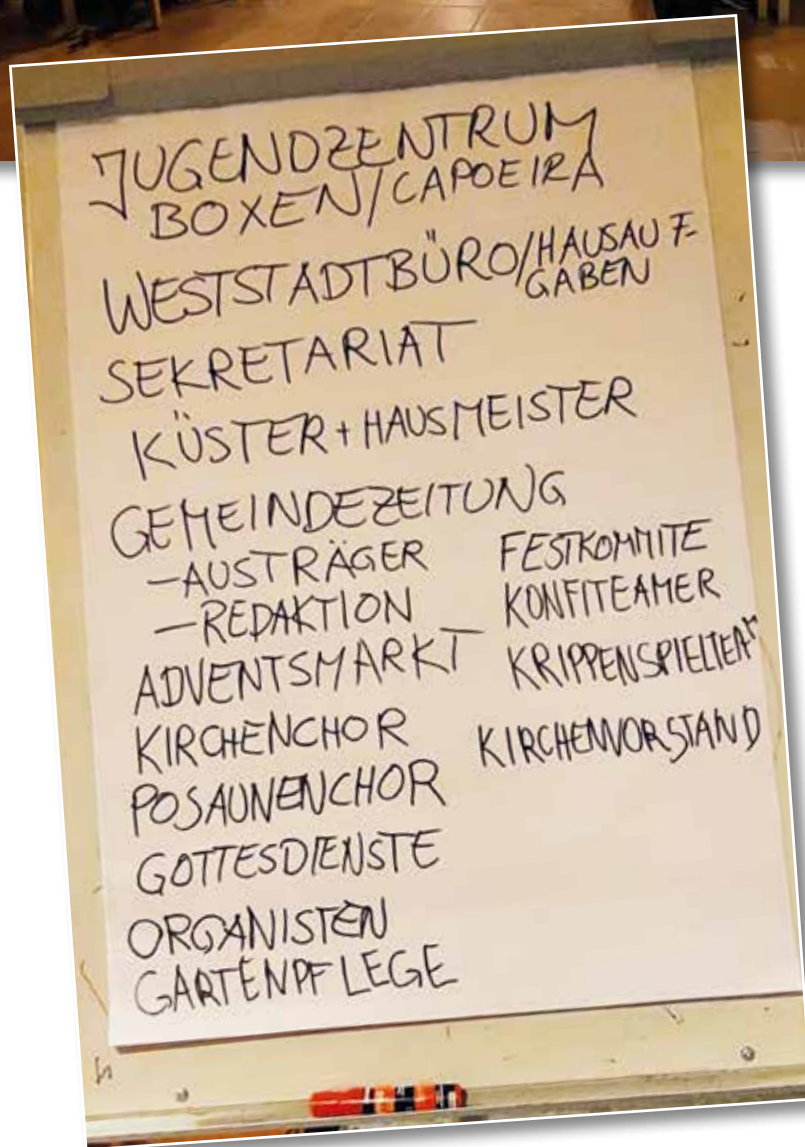 JUGENDZENTRUM
BOXEN/CAPOEIRA
WESTSTADTBÜRO/HAUSAUF-
GABEN
SEKRETARIAT
KÜSTER+HAUSMEISTER
GEMEINDEZEITUNG
-AUSTRÄGER
-REDAKTION
ADVENTSMARKT
KIRCHENCHOR
POSAUNENCHOR
GOTTESDIENSTE
ORGANISTEN
GARTENPFLEGE
FESTKOMMITE
KONFITEAMER
KRIPPENSPIELTEAM
KIRCHENVORSTAND